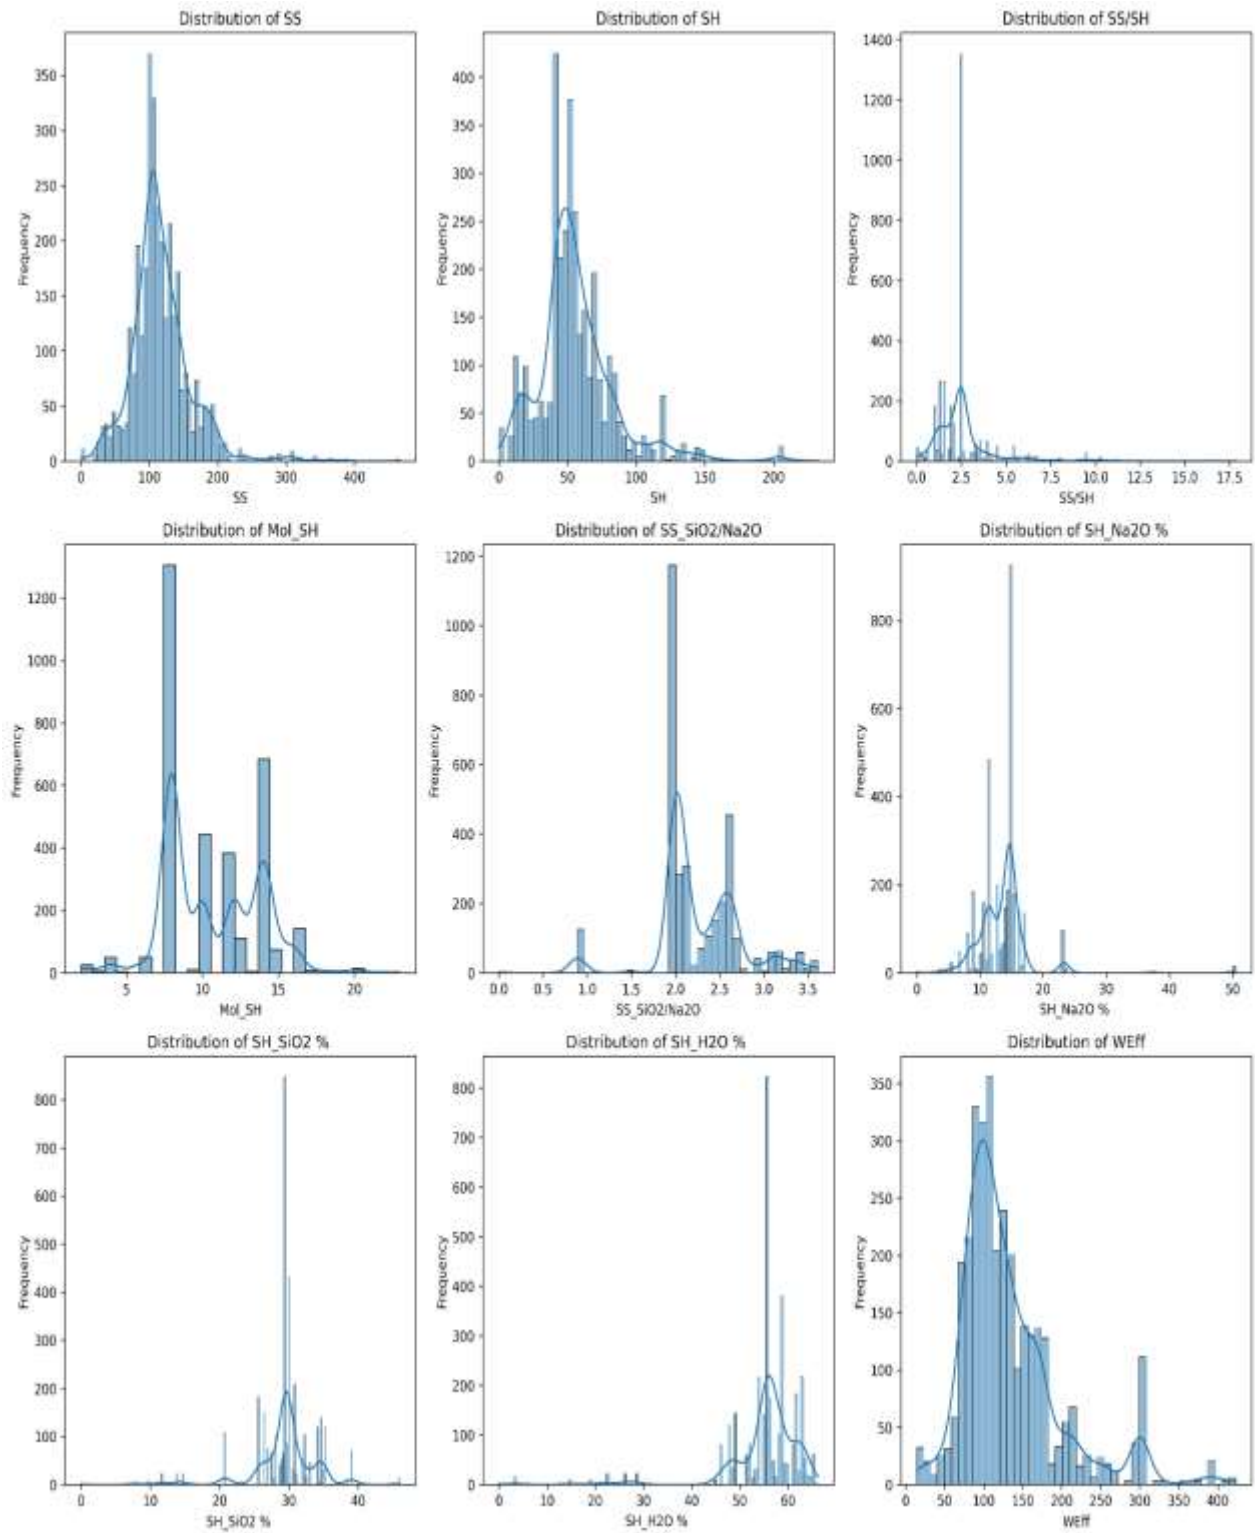 Distribution of SS
Distribution of SH
Distribution of SS/SH
Frequency
350
300
250
200
150
100
50
0
0 100 200 300 400
SS
Frequency
400
350
300
250
200
150
100
50
0
0 50 100 150 200
SH
Frequency
1400
1200
1000
800
600
400
200
0
0.0 2.5 5.0 7.5 10.0 12.5 15.0 17.5
SS/SH
Distribution of Mol_SH
Distribution of SS_SiO2/Na2O
Distribution of SH_Na2O %
Frequency
1200
1000
800
600
400
200
0
5 10 15 20
Mol_SH
Frequency
1200
1000
800
600
400
200
0
0.0 0.5 1.0 1.5 2.0 2.5 3.0 3.5
SS_SiO2/Na2O
Frequency
800
600
400
200
0
0 10 20 30 40 50
SH_Na2O %
Distribution of SH_SiO2 %
Distribution of SH_H2O %
Distribution of WEff
Frequency
800
700
600
500
400
300
200
100
0
0 10 20 30 40
SH_SiO2 %
Frequency
800
700
600
500
400
300
200
100
0
0 10 20 30 40 50 60
SH_H2O %
Frequency
350
300
250
200
150
100
50
0
0 50 100 150 200 250 300 350 400
WEff